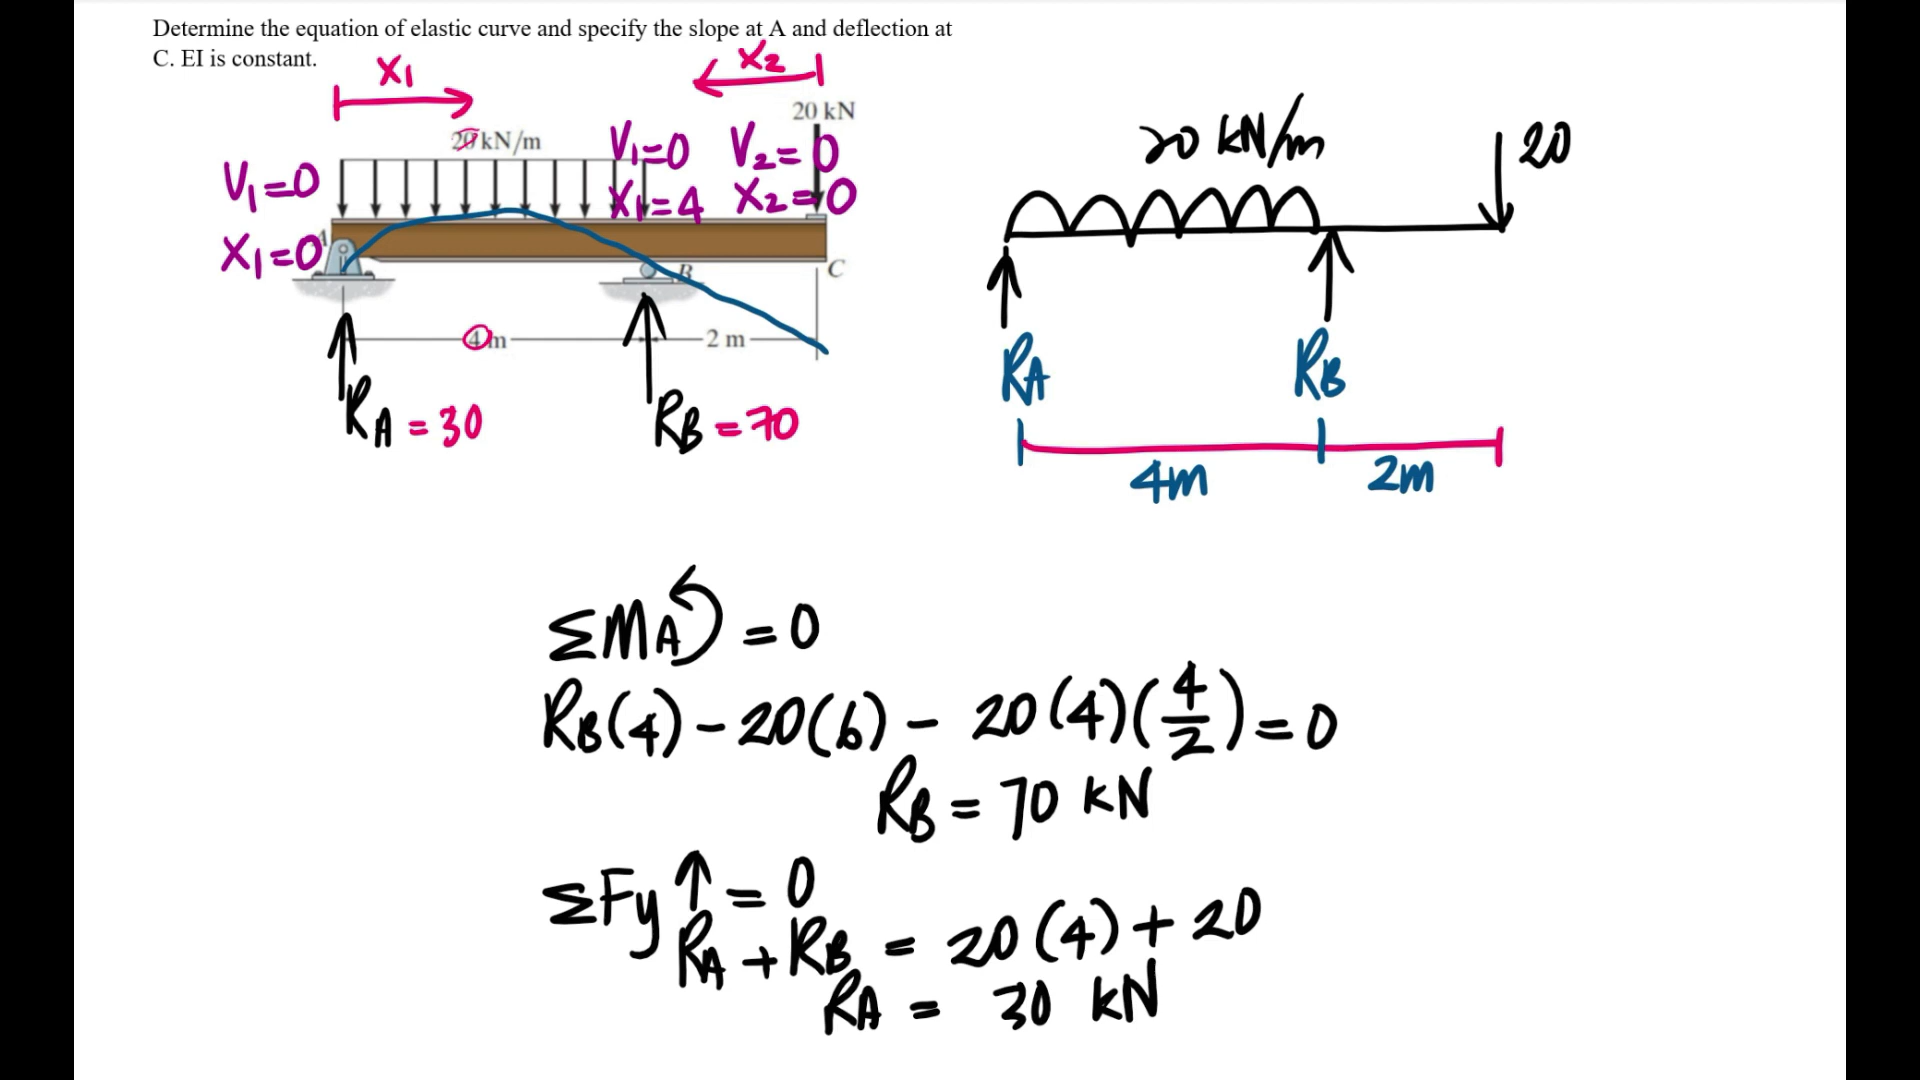 Determine the equation of elastic curve and specify the slope at A and deflection at
C. EI is constant.
X1
X2
20 kN
20 kN/m
V1=0
X1=0
V1=0
X1=4
V2=0
X2=0
A
B
C
4 m
2 m
RA = 30
RB = 70
20 kN/m
20
RA
RB
4m
2m
ΣMA = 0
RB(4) - 20(6) - 20(4)(4/2) = 0
RB = 70 kN
ΣFy ↑ = 0
RA + RB = 20(4) + 20
RA = 30 kN